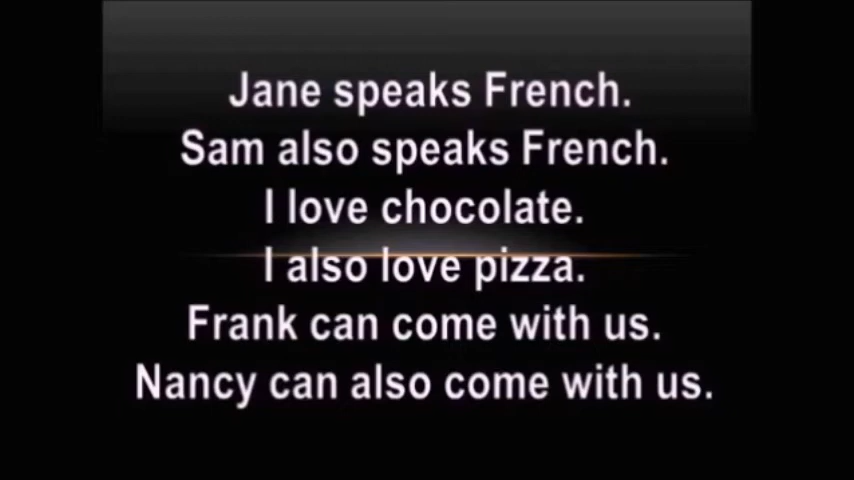 Jane speaks French.
Sam also speaks French.
I love chocolate.
I also love pizza.
Frank can come with us.
Nancy can also come with us.